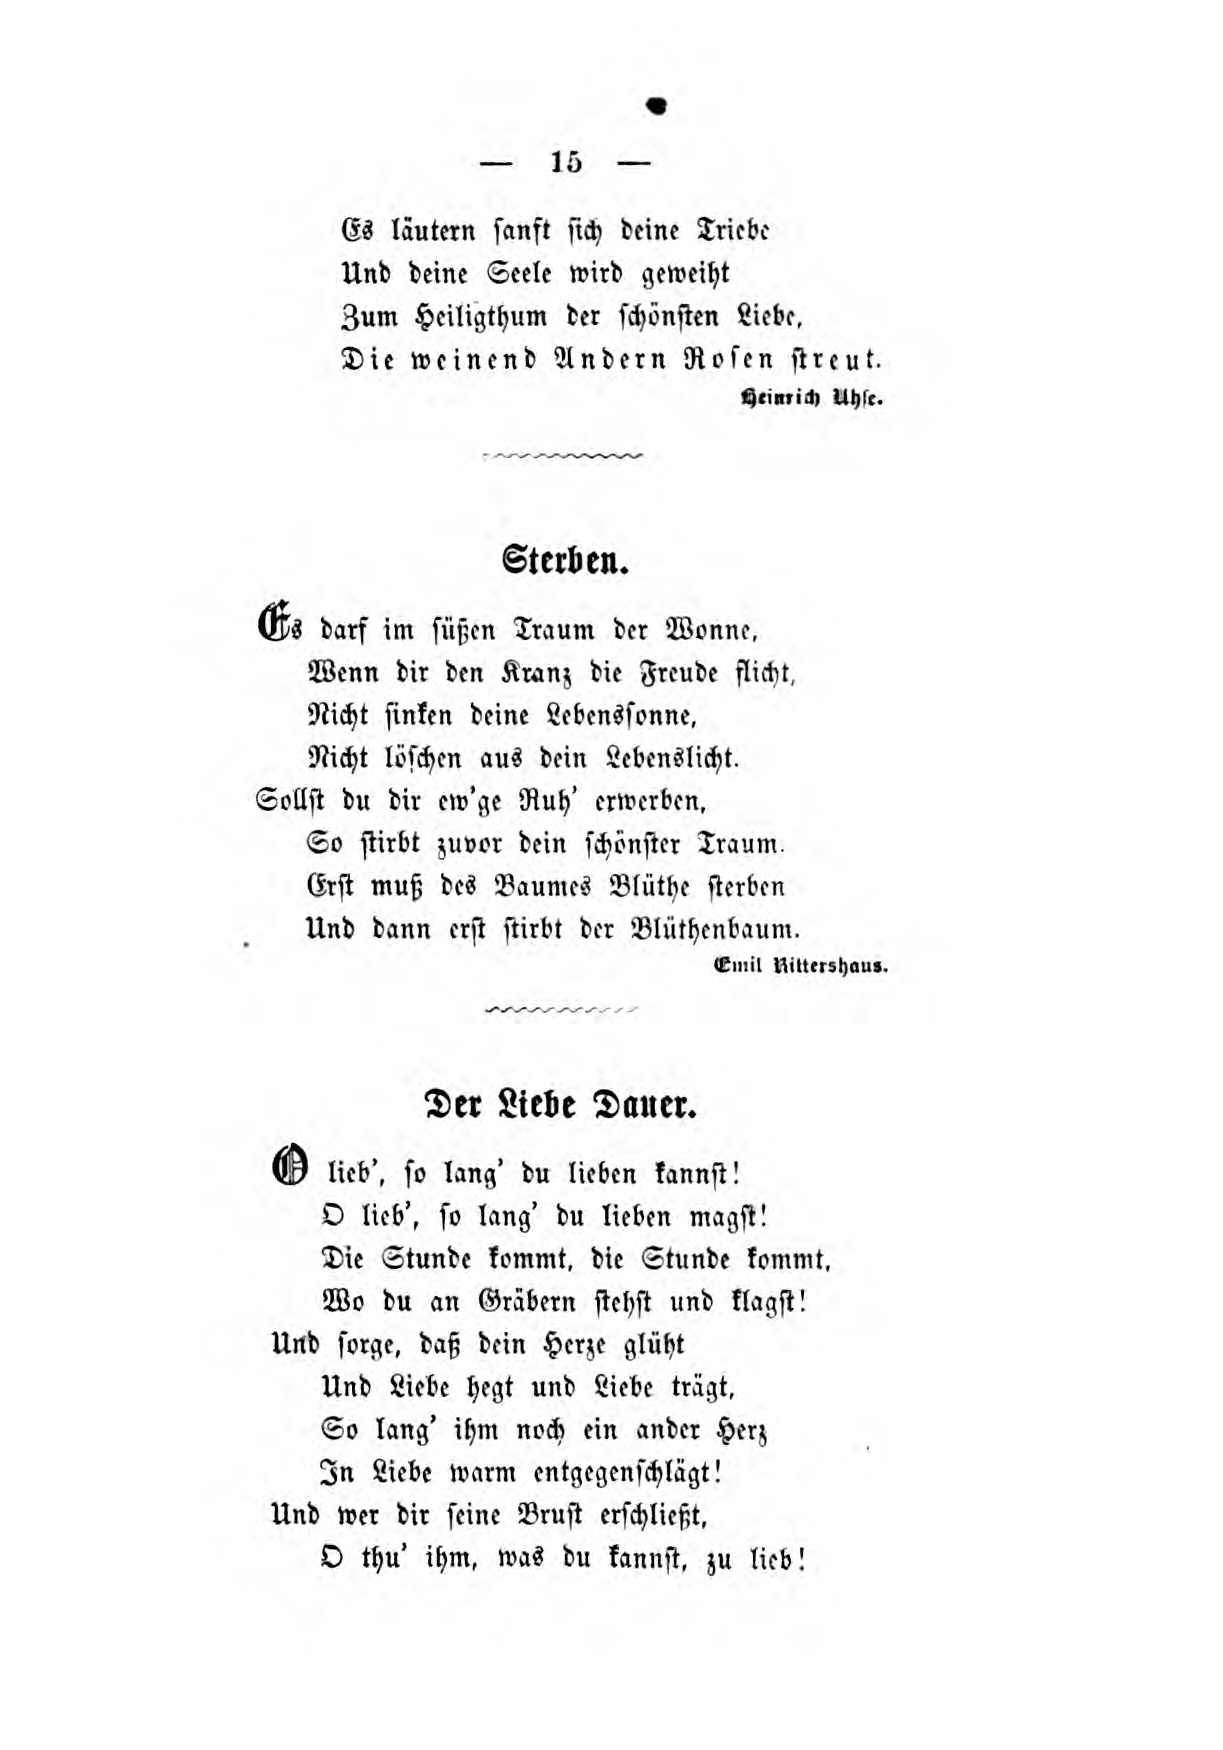 — 15 —
Es läutern sanft sich deine Triebe
Und deine Seele wird geweiht
Zum Heiligthum der schönsten Liebe,
Die weinend Andern Rosen streut.
Heinrich Uhse.
Sterben.
Es darf im süßen Traum der Wonne,
Wenn dir den Kranz die Freude flicht,
Nicht sinken deine Lebenssonne,
Nicht löschen aus dein Lebenslicht.
Sollst du dir ew'ge Ruh' erwerben,
So stirbt zuvor dein schönster Traum.
Erst muß des Baumes Blüthe sterben
Und dann erst stirbt der Blüthenbaum.
Emil Rittershaus.
Der Liebe Dauer.
O lieb', so lang' du lieben kannst!
O lieb', so lang' du lieben magst!
Die Stunde kommt, die Stunde kommt,
Wo du an Gräbern stehst und klagst!
Und sorge, daß dein Herze glüht
Und Liebe hegt und Liebe trägt,
So lang' ihm noch ein ander Herz
In Liebe warm entgegenschlägt!
Und wer dir seine Brust erschließt,
O thu' ihm, was du kannst, zu lieb!